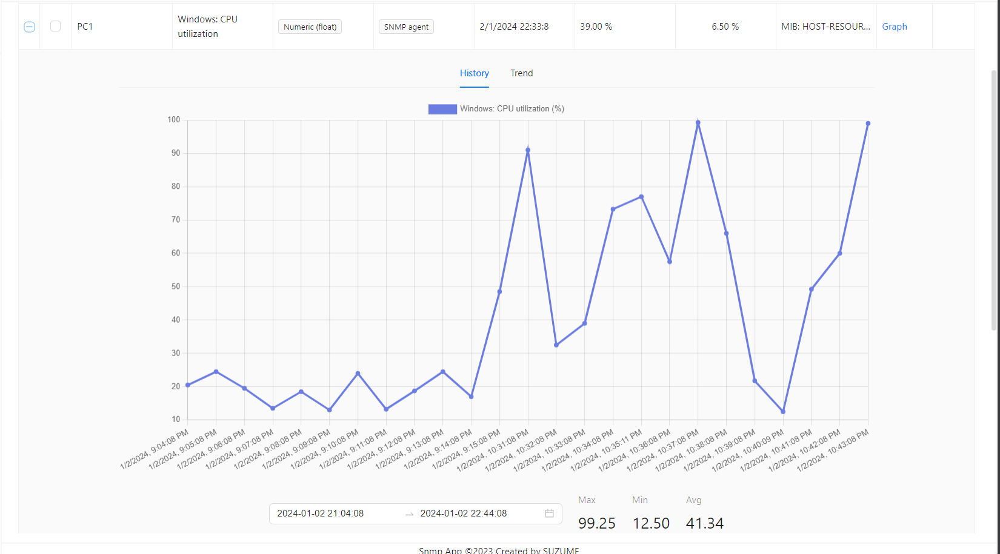 PC1
Windows: CPU
utilization
Numeric (float)
SNMP agent
2/1/2024 22:33:8
39.00 %
6.50 %
MIB: HOST-RESOUR...
Graph
History
Trend
Windows: CPU utilization (%)
100
90
80
70
60
50
40
30
20
10
1/2/2024, 9:04:08 PM
1/2/2024, 9:05:08 PM
1/2/2024, 9:06:08 PM
1/2/2024, 9:07:08 PM
1/2/2024, 9:08:08 PM
1/2/2024, 9:09:08 PM
1/2/2024, 9:10:08 PM
1/2/2024, 9:11:08 PM
1/2/2024, 9:12:08 PM
1/2/2024, 9:13:08 PM
1/2/2024, 9:14:08 PM
1/2/2024, 9:15:08 PM
1/2/2024, 10:31:08 PM
1/2/2024, 10:32:08 PM
1/2/2024, 10:33:08 PM
1/2/2024, 10:34:08 PM
1/2/2024, 10:35:11 PM
1/2/2024, 10:36:08 PM
1/2/2024, 10:37:08 PM
1/2/2024, 10:38:08 PM
1/2/2024, 10:39:08 PM
1/2/2024, 10:40:09 PM
1/2/2024, 10:41:08 PM
1/2/2024, 10:42:08 PM
1/2/2024, 10:43:08 PM
2024-01-02 21:04:08
2024-01-02 22:44:08
Max
Min
Avg
99.25
12.50
41.34
Snmp App ©2023 Created by SUZUME